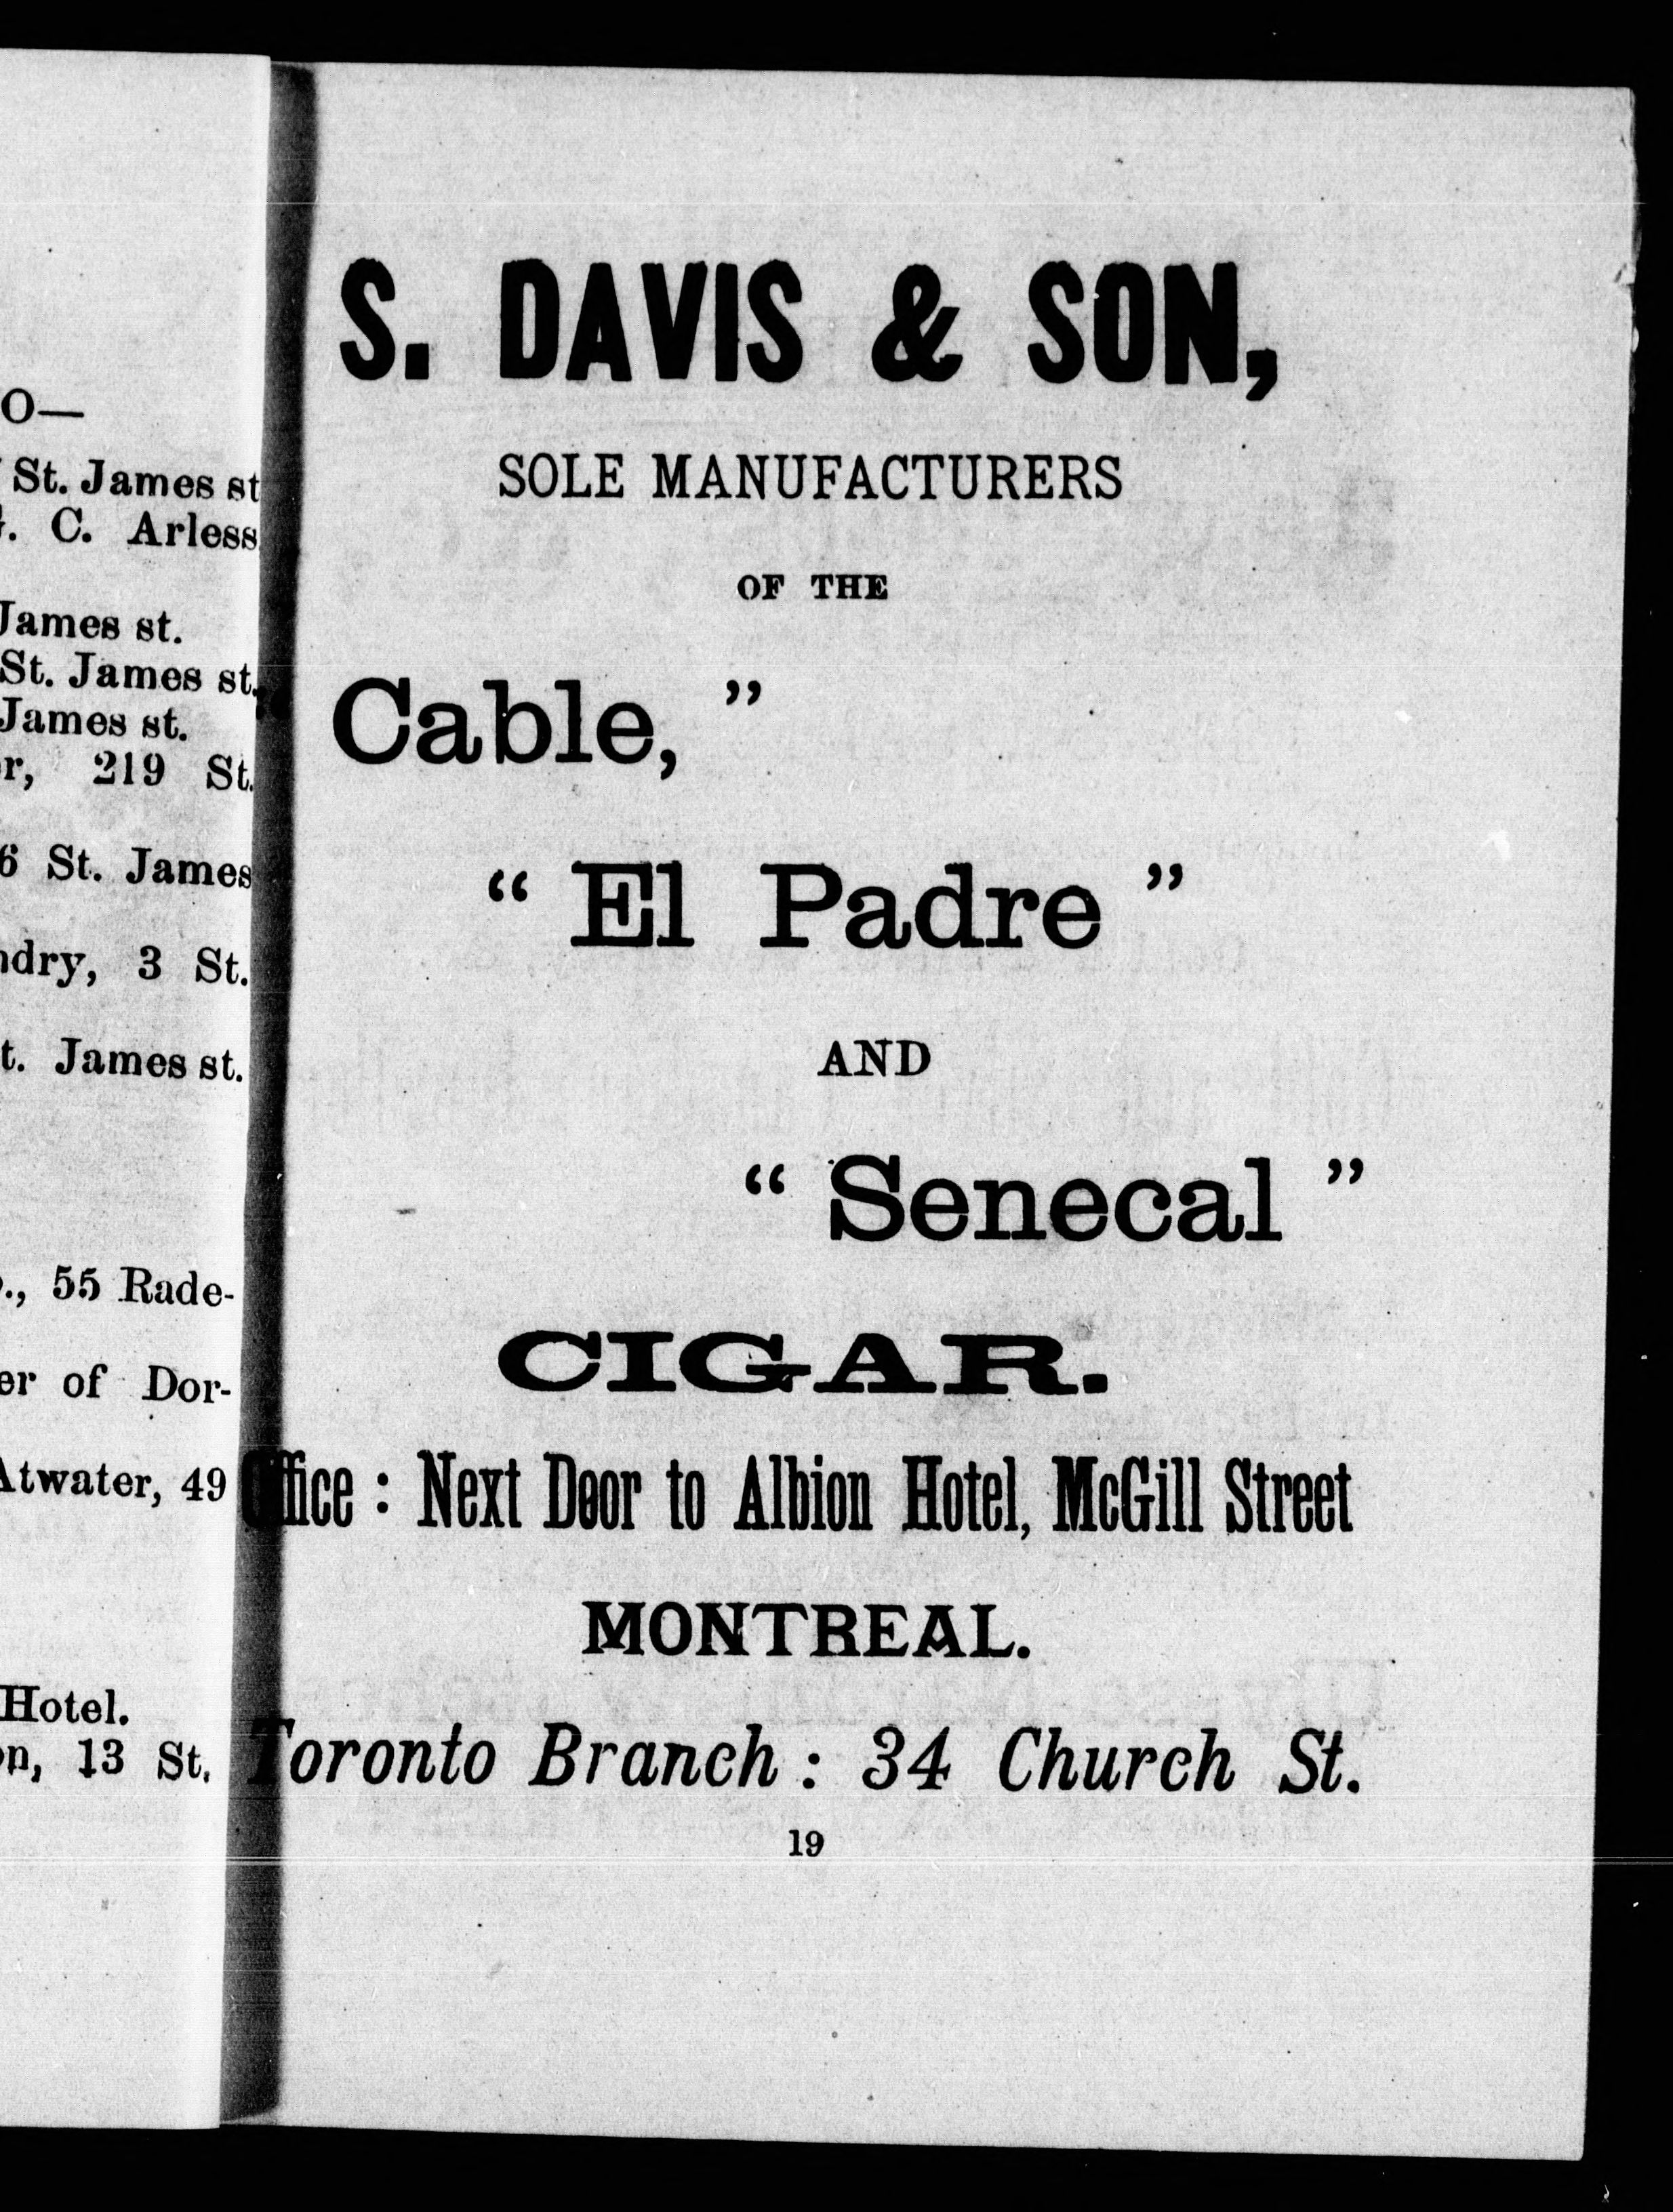 O—
St. James st
C. Arless
James st.
St. James st.
James st.
219 St.
6 St. James
3 St.
James st.
55 Rade-
of Dor-
Atwater, 49
Hotel.
13 St.
S. DAVIS & SON,
SOLE MANUFACTURERS
OF THE
“ Cable, ”
“ El Padre ”
AND
“ Senecal ”
CIGAR.
Office : Next Door to Albion Hotel, McGill Street
MONTREAL.
Toronto Branch : 34 Church St.
19